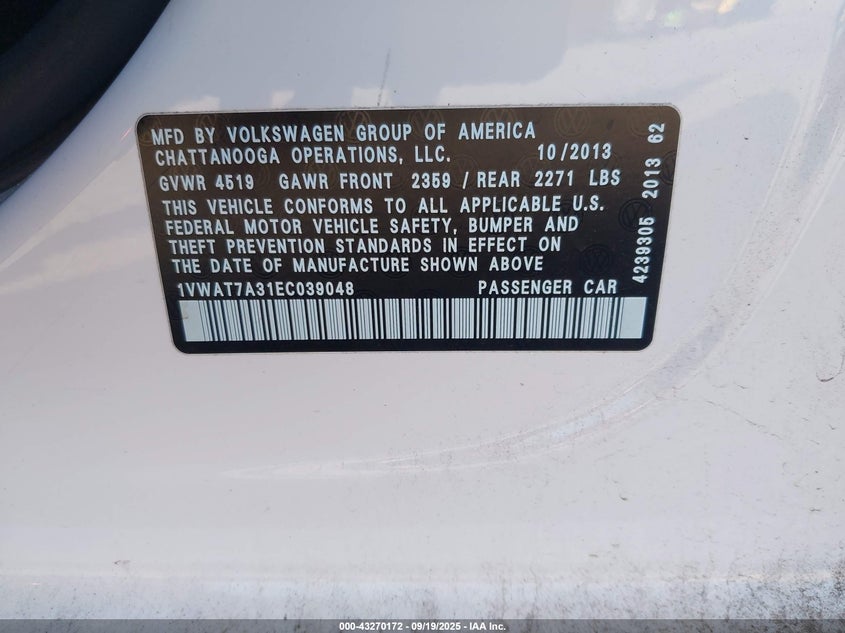 MFD BY VOLKSWAGEN GROUP OF AMERICA
CHATTANOOGA OPERATIONS, LLC. 10/2013
GVWR 4519 GAWR FRONT 2359 / REAR 2271 LBS
THIS VEHICLE CONFORMS TO ALL APPLICABLE U.S.
FEDERAL MOTOR VEHICLE SAFETY, BUMPER AND
THEFT PREVENTION STANDARDS IN EFFECT ON
THE DATE OF MANUFACTURE SHOWN ABOVE
1VWAT7A31EC039048 PASSENGER CAR
4239305 2013 62
000-43270172 - 09/19/2025 - IAA Inc.